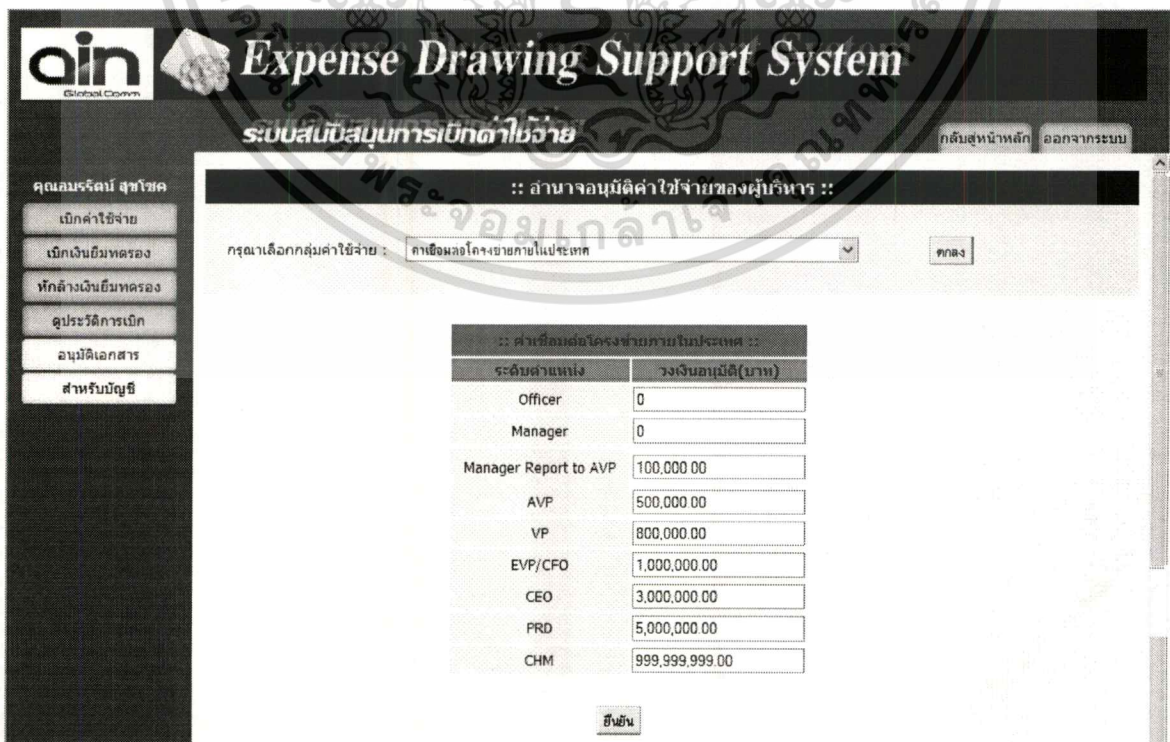 ain
Global Comm
Expense Drawing Support System
ระบบสนับสนุนการเบิกค่าใช้จ่าย
กลับสู่หน้าหลัก ออกจากระบบ
คุณอมรรัตน์ สุขโชค
เบิกค่าใช้จ่าย
เบิกเงินยืมทดรอง
หักล้างเงินยืมทดรอง
ดูประวัติการเบิก
อนุมัติเอกสาร
สำหรับบัญชี
:: อำนาจอนุมัติค่าใช้จ่ายของผู้บริหาร ::
กรุณาเลือกกลุ่มค่าใช้จ่าย : ค่าเชื่อมต่อโครงข่ายภายในประเทศ ตกลง
:: ค่าเชื่อมต่อโครงข่ายภายในประเทศ ::
ระดับตำแหน่ง วงเงินอนุมัติ(บาท)
Officer 0
Manager 0
Manager Report to AVP 100,000.00
AVP 500,000.00
VP 800,000.00
EVP/CFO 1,000,000.00
CEO 3,000,000.00
PRD 5,000,000.00
CHM 999,999,999.00
ยืนยัน